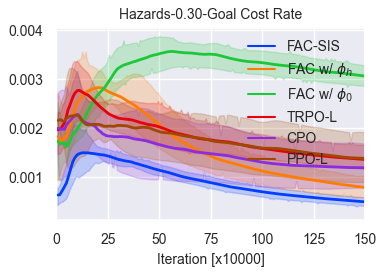 Hazards-0.30-Goal Cost Rate
0.004
0.003
0.002
0.001
FAC-SIS
FAC w/ ϕh
FAC w/ ϕ0
TRPO-L
CPO
PPO-L
0 25 50 75 100 125 150
Iteration [x10000]